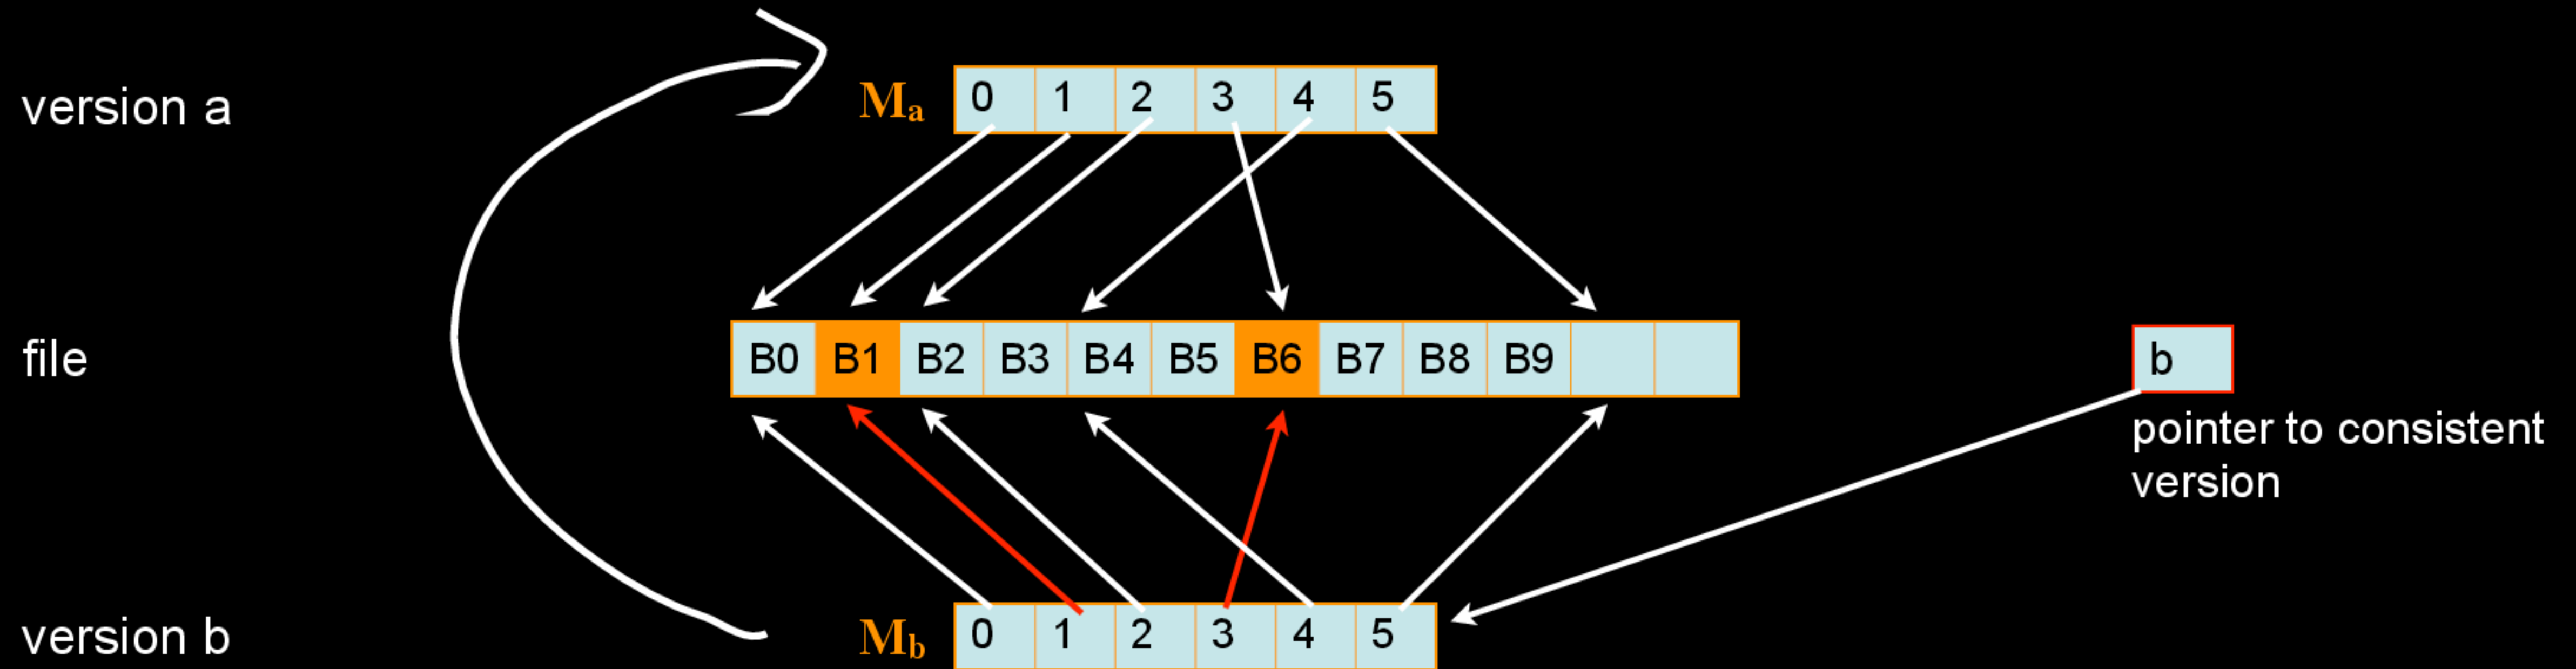 version a
Ma 0 1 2 3 4 5
file
B0 B1 B2 B3 B4 B5 B6 B7 B8 B9
b
pointer to consistent
version
version b
Mb 0 1 2 3 4 5